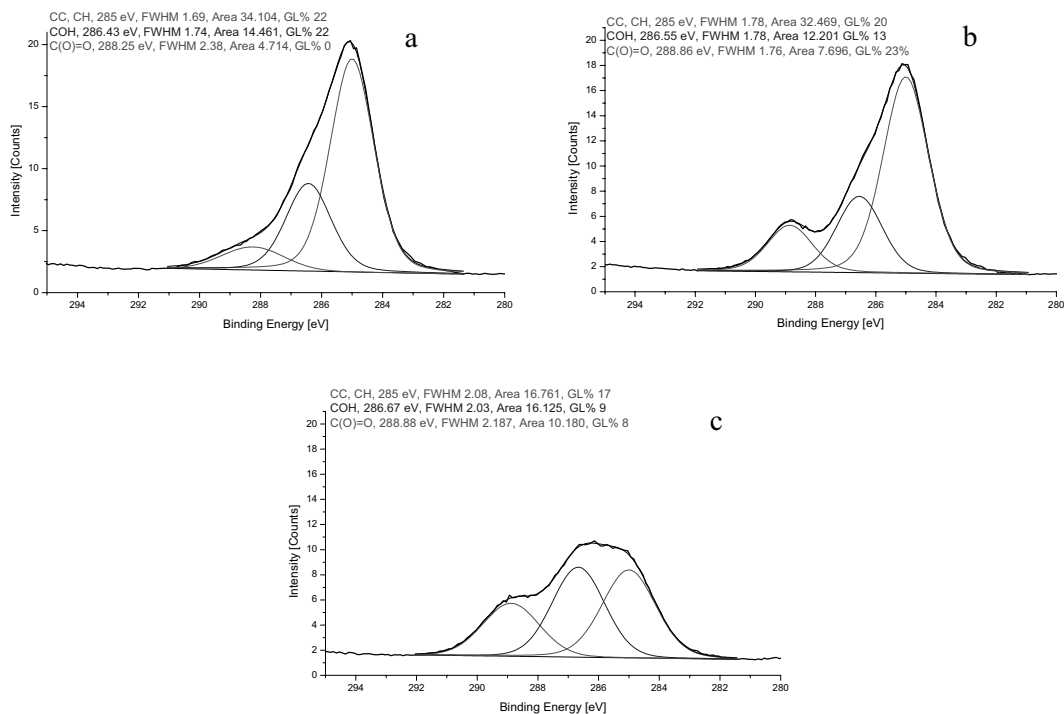 CC, CH, 285 eV, FWHM 1.69, Area 34.104, GL% 22
COH, 286.43 eV, FWHM 1.74, Area 14.461, GL% 22
C(O)=O, 288.25 eV, FWHM 2.38, Area 4.714, GL% 0
a
20
15
10
5
0
Intensity [Counts]
294 292 290 288 286 284 282 280
Binding Energy [eV]
CC, CH, 285 eV, FWHM 1.78, Area 32.469, GL% 20
COH, 286.55 eV, FWHM 1.78, Area 12.201 GL% 13
C(O)=O, 288.86 eV, FWHM 1.76, Area 7.696, GL% 23%
b
20
18
16
14
12
10
8
6
4
2
0
Intensity [Counts]
294 292 290 288 286 284 282 280
Binding Energy [eV]
CC, CH, 285 eV, FWHM 2.08, Area 16.761, GL% 17
COH, 286.67 eV, FWHM 2.03, Area 16.125, GL% 9
C(O)=O, 288.88 eV, FWHM 2.187, Area 10.180, GL% 8
c
20
18
16
14
12
10
8
6
4
2
0
Intensity [Counts]
294 292 290 288 286 284 282 280
Binding Energy [eV]